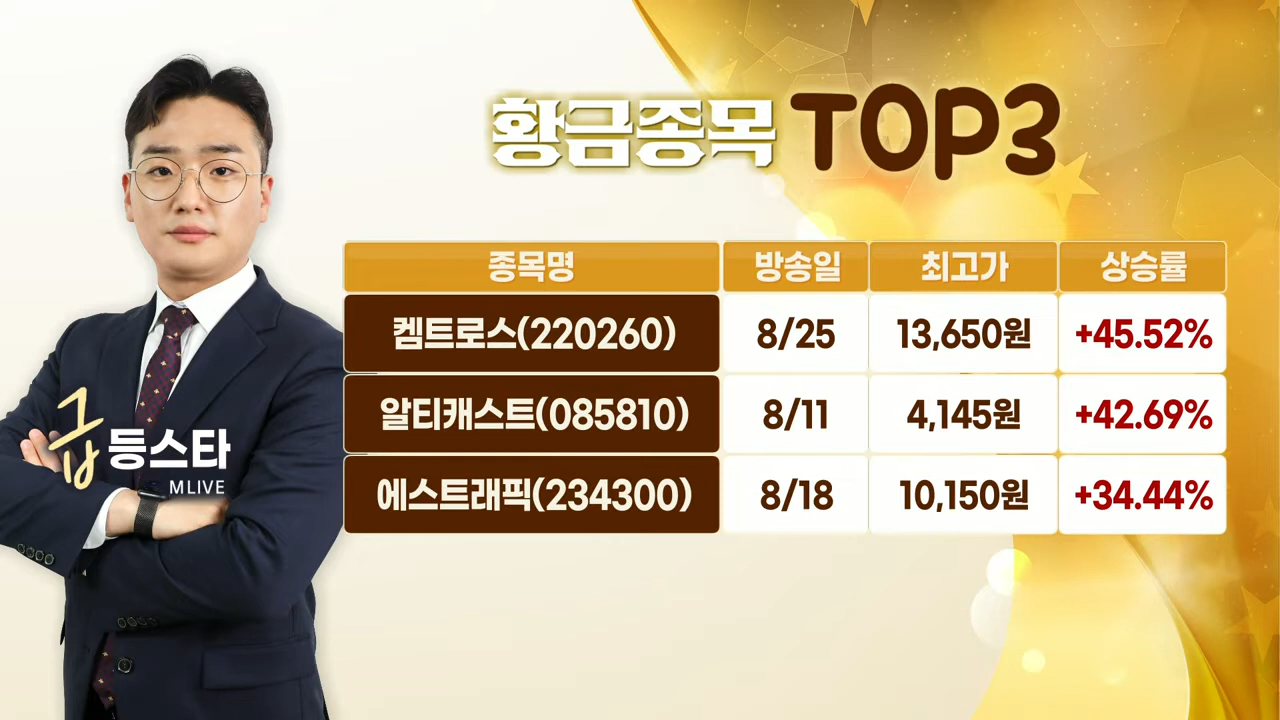 황금종목 TOP3
종목명 방송일 최고가 상승률
켐트로스(220260) 8/25 13,650원 +45.52%
알티캐스트(085810) 8/11 4,145원 +42.69%
에스트래픽(234300) 8/18 10,150원 +34.44%
급등스타
MLIVE